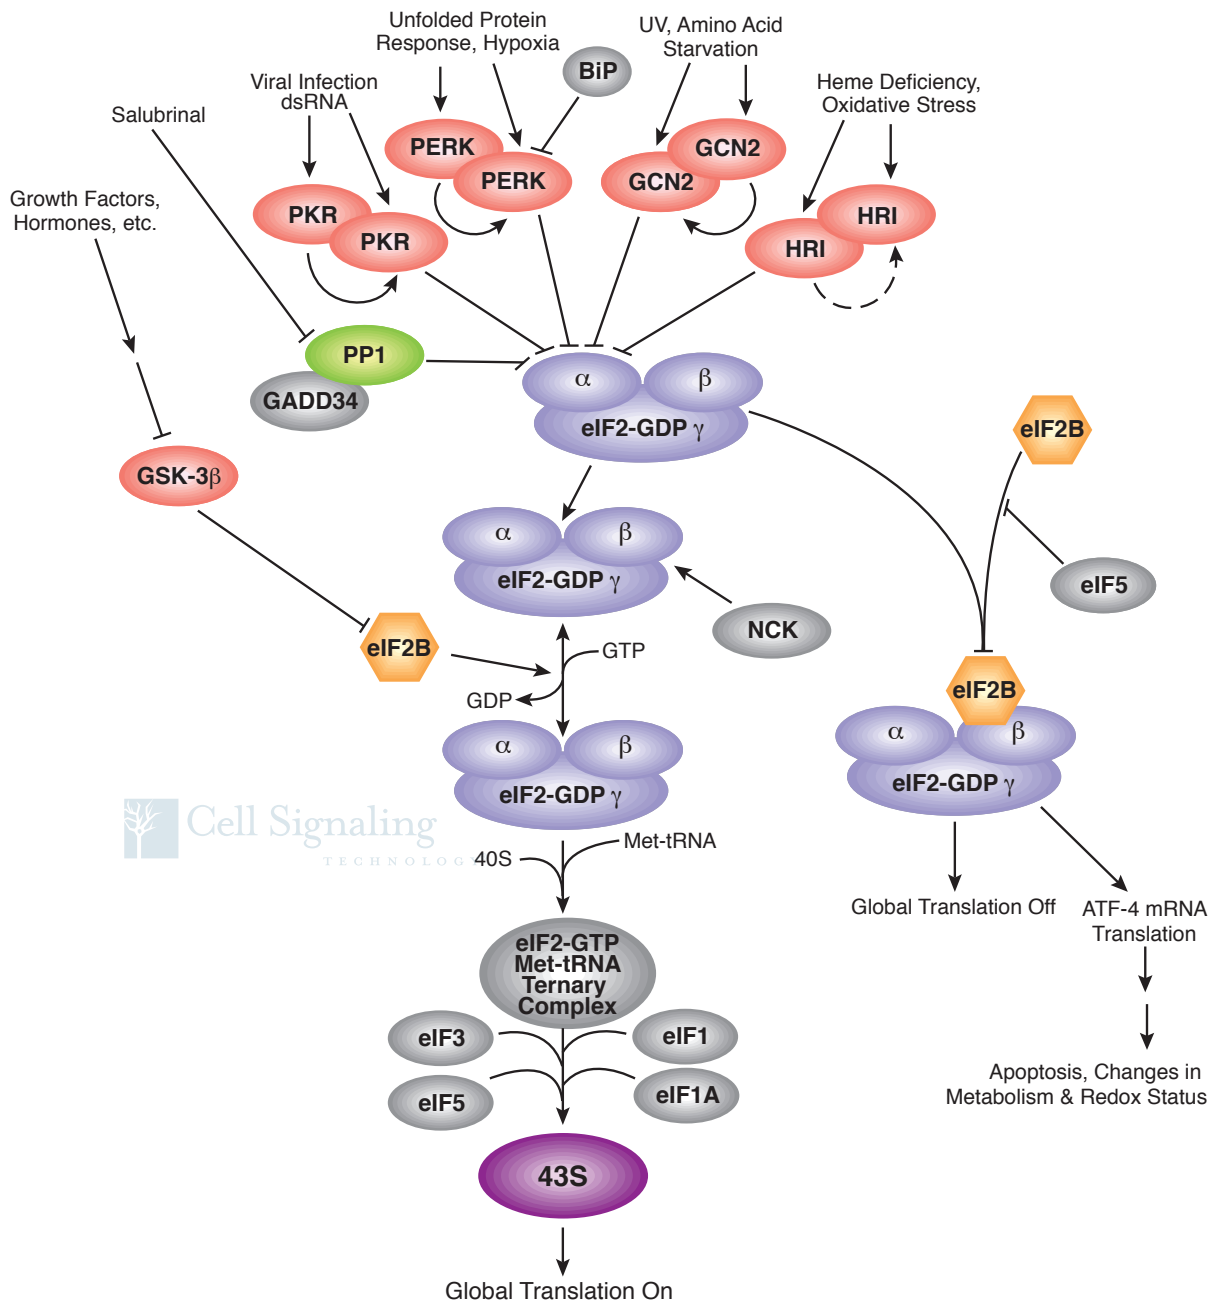 Unfolded Protein
Response, Hypoxia
UV, Amino Acid
Starvation
BiP
Viral Infection
dsRNA
Heme Deficiency,
Oxidative Stress
Salubrinal
PERK
PERK
GCN2
GCN2
Growth Factors,
Hormones, etc.
PKR
PKR
HRI
HRI
PP1
GADD34
α
β
eIF2-GDP γ
eIF2B
GSK-3β
α
β
eIF2-GDP γ
eIF5
NCK
eIF2B
GTP
GDP
eIF2B
α
β
eIF2-GDP γ
α
β
eIF2-GDP γ
Cell Signaling
TECHNOLOGY
40S
Met-tRNA
Global Translation Off
ATF-4 mRNA
Translation
eIF2-GTP
Met-tRNA
Ternary
Complex
eIF3
eIF1
eIF5
eIF1A
Apoptosis, Changes in
Metabolism & Redox Status
43S
Global Translation On